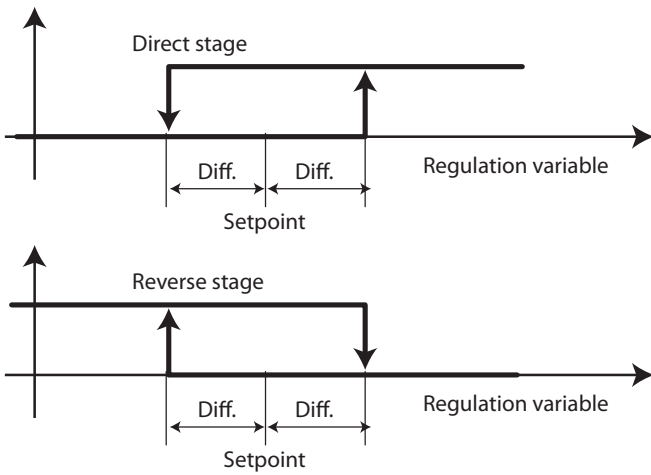 Direct stage
Diff.
Diff.
Regulation variable
Setpoint
Reverse stage
Diff.
Diff.
Regulation variable
Setpoint